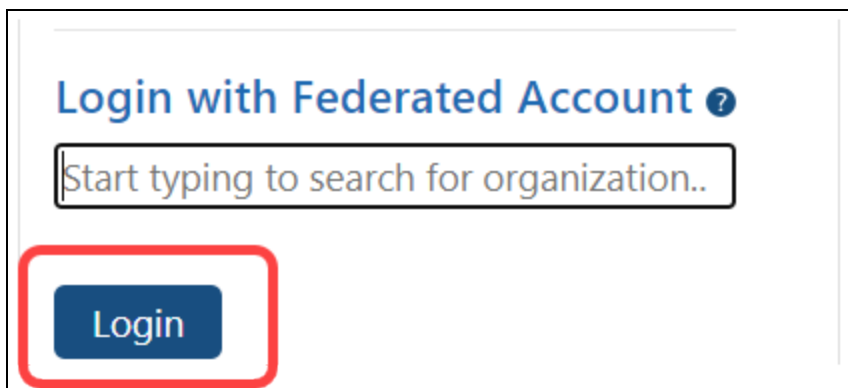 Login with Federated Account ?
Start typing to search for organization..
Login